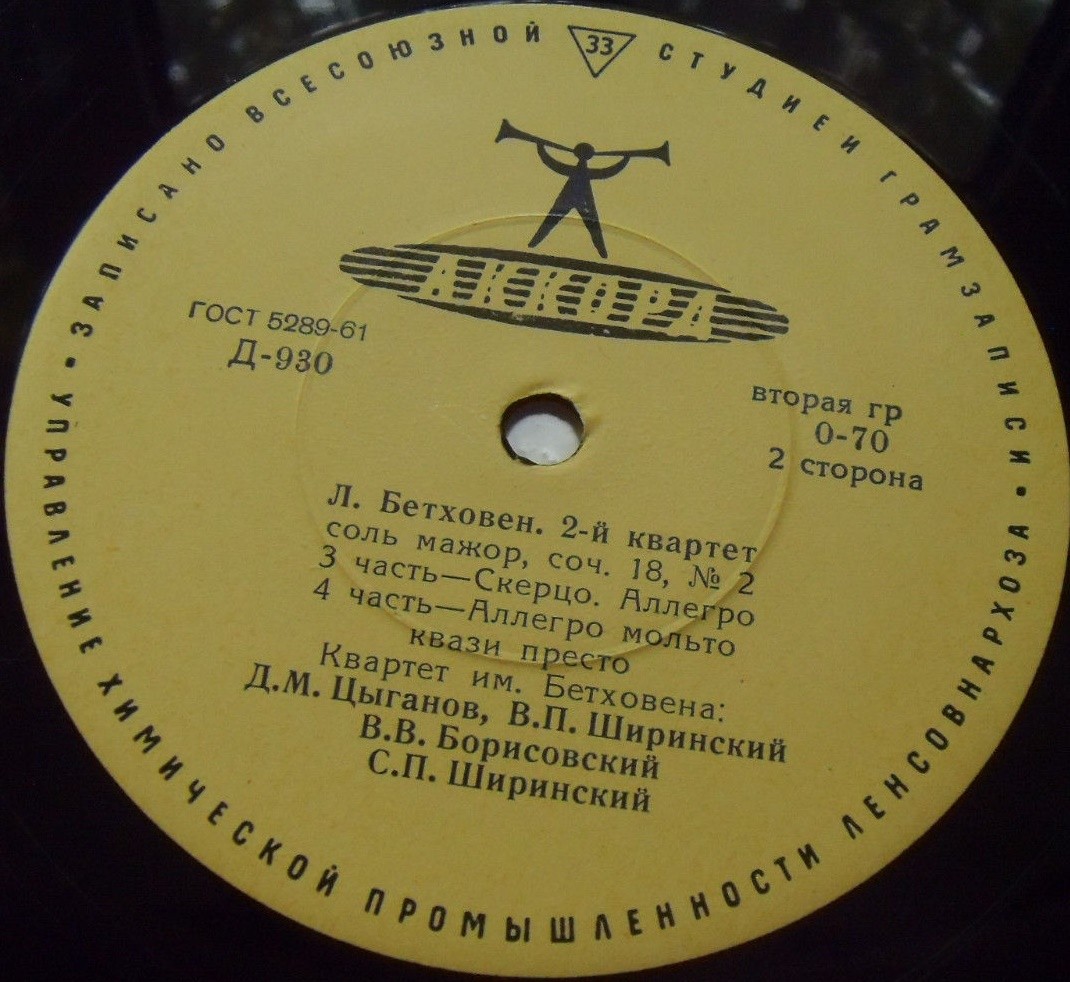 ЗАПИСАНО ВСЕСОЮЗНОЙ 33 СТУДИЕЙ ГРАМЗАПИСИ
АККОРД
ГОСТ 5289-61
Д-930
вторая гр
0-70
2 сторона
Л. Бетховен. 2-й квартет
соль мажор, соч. 18, № 2
3 часть—Скерцо. Аллегро
4 часть—Аллегро мольто
квази престо
Квартет им. Бетховена:
Д.М. Цыганов, В.П. Ширинский
В.В. Борисовский
С.П. Ширинский
• УПРАВЛЕНИЕ ХИМИЧЕСКОЙ ПРОМЫШЛЕННОСТИ ЛЕНСОВНАРХОЗА •